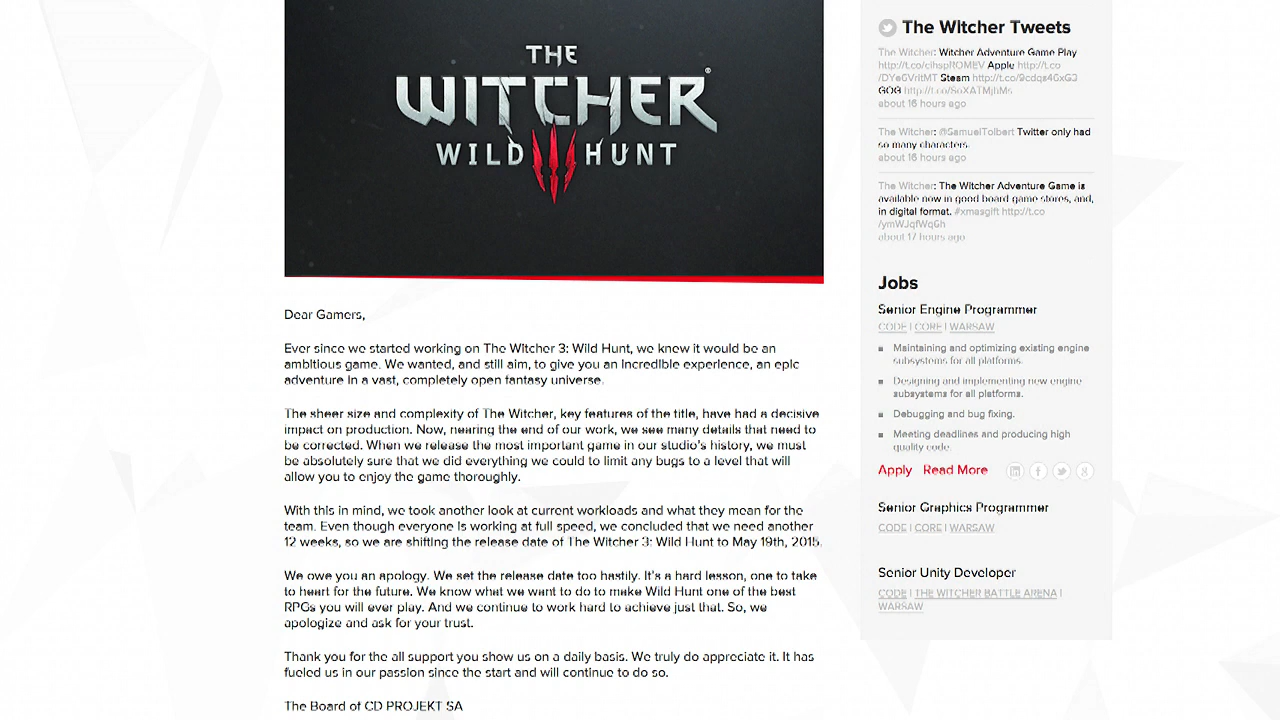 THE
WITCHER®
WILD HUNT
Dear Gamers,
Ever since we started working on The Witcher 3: Wild Hunt, we knew it would be an
ambitious game. We wanted, and still aim, to give you an incredible experience, an epic
adventure in a vast, completely open fantasy universe.
The sheer size and complexity of The Witcher, key features of the title, have had a decisive
impact on production. Now, nearing the end of our work, we see many details that need to
be corrected. When we release the most important game in our studio's history, we must
be absolutely sure that we did everything we could to limit any bugs to a level that will
allow you to enjoy the game thoroughly.
With this in mind, we took another look at current workloads and what they mean for the
team. Even though everyone is working at full speed, we concluded that we need another
12 weeks, so we are shifting the release date of The Witcher 3: Wild Hunt to May 19th, 2015.
We owe you an apology. We set the release date too hastily. It's a hard lesson, one to take
to heart for the future. We know what we want to do to make Wild Hunt one of the best
RPGs you will ever play. And we continue to work hard to achieve just that. So, we
apologize and ask for your trust.
Thank you for the all support you show us on a daily basis. We truly do appreciate it. It has
fueled us in our passion since the start and will continue to do so.
The Board of CD PROJEKT SA
The Witcher Tweets
The Witcher: Witcher Adventure Game Play
Apple http://t.co
Steam
GOG
about 16 hours ago
The Witcher: @SamuelTolbert Twitter only had
so many characters.
about 16 hours ago
The Witcher: The Witcher Adventure Game is
available now in good board game stores, and,
in digital format. #xmasgift http://t.co
/ymWJqfWqGh
about 17 hours ago
Jobs
Senior Engine Programmer
CODE | CORE | WARSAW
Maintaining and optimizing existing engine
subsystems for all platforms.
Designing and implementing new engine
subsystems for all platforms.
Debugging and bug fixing.
Meeting deadlines and producing high
quality code.
Apply Read More
Senior Graphics Programmer
CODE | CORE | WARSAW
Senior Unity Developer
CODE | THE WITCHER BATTLE ARENA |
WARSAW